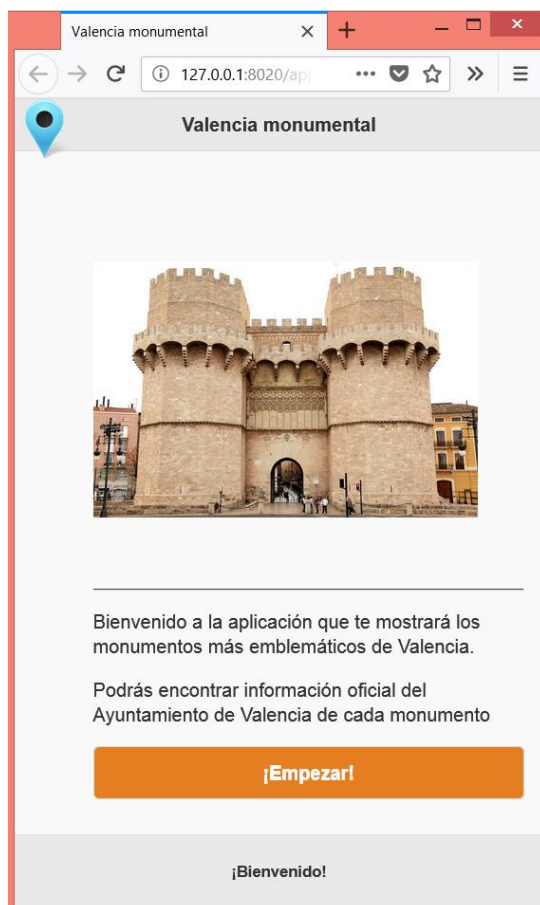 Valencia monumental
127.0.0.1:8020/ap
Valencia monumental
Bienvenido a la aplicación que te mostrará los
monumentos más emblemáticos de Valencia.
Podrás encontrar información oficial del
Ayuntamiento de Valencia de cada monumento
¡Empezar!
¡Bienvenido!